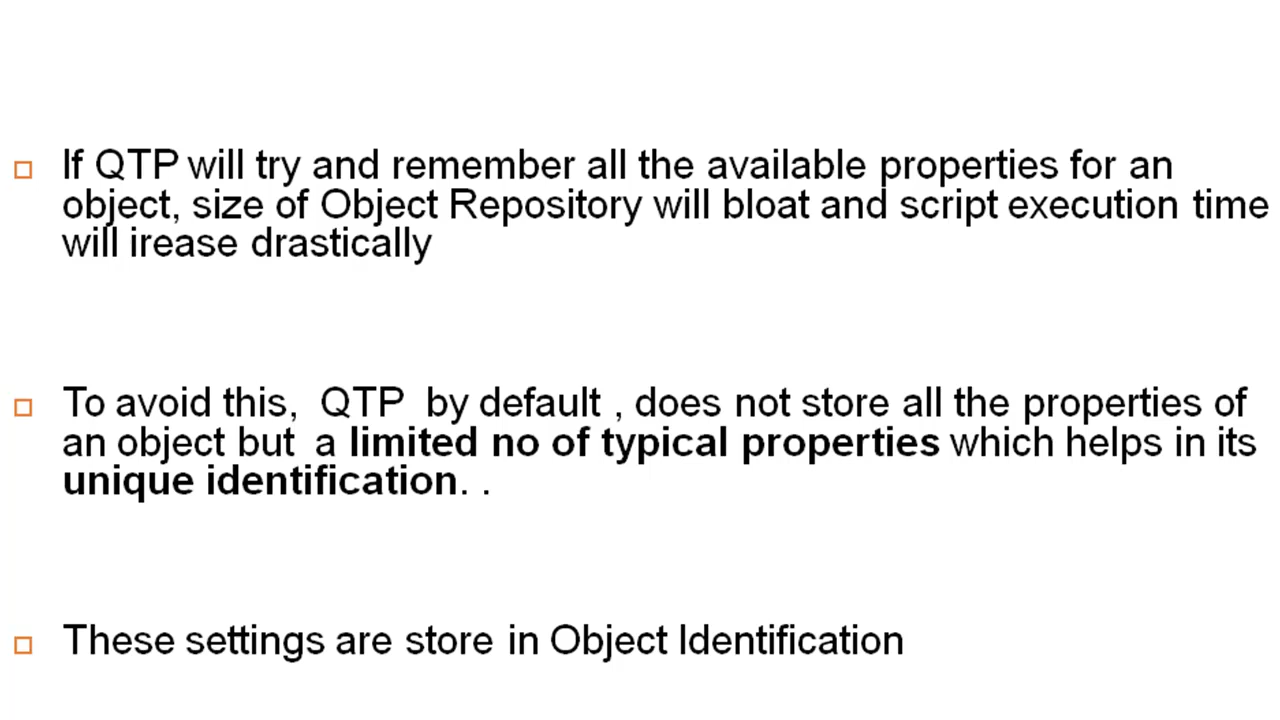 If QTP will try and remember all the available properties for an
object, size of Object Repository will bloat and script execution time
will irease drastically
To avoid this, QTP by default , does not store all the properties of
an object but a limited no of typical properties which helps in its
unique identification. .
These settings are store in Object Identification